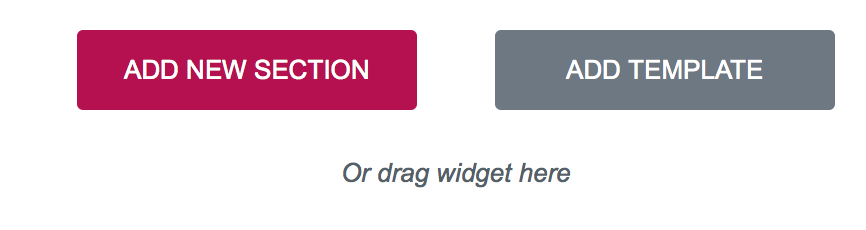 ADD NEW SECTION
ADD TEMPLATE
Or drag widget here